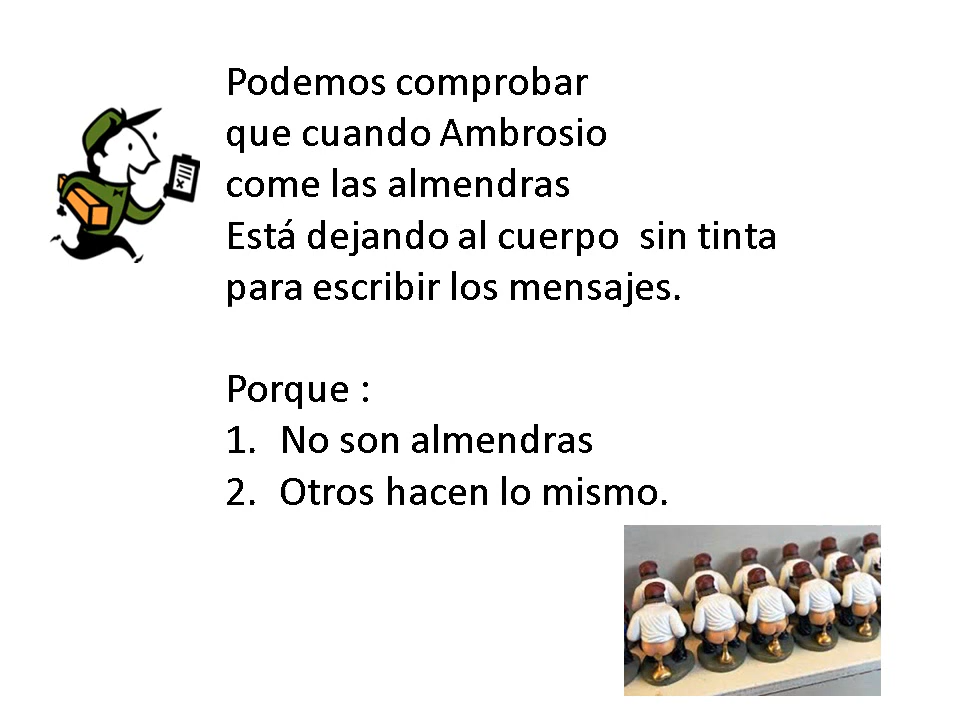 Podemos comprobar
que cuando Ambrosio
come las almendras
Está dejando al cuerpo sin tinta
para escribir los mensajes.
Porque :
1. No son almendras
2. Otros hacen lo mismo.